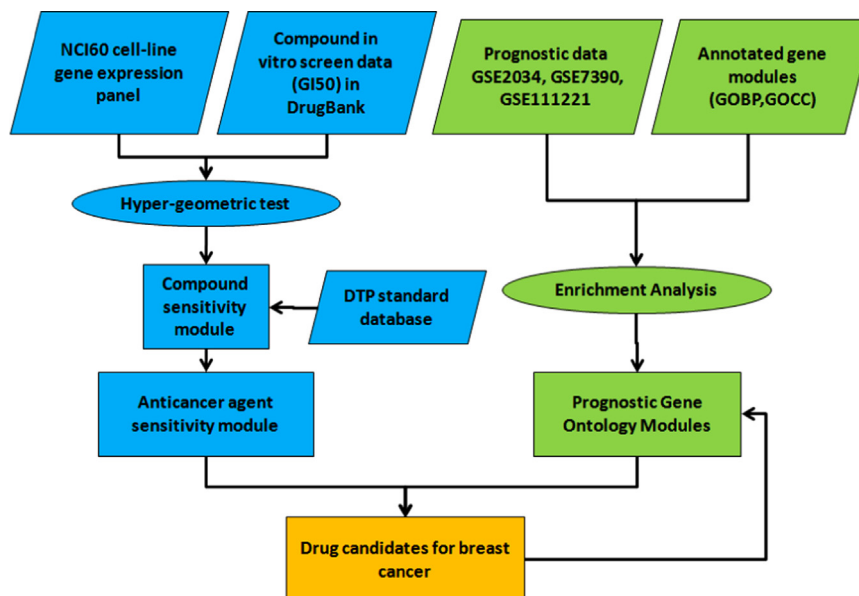 NCI60 cell-line
gene expression
panel
Compound in
vitro screen data
(GI50) in
DrugBank
Prognostic data
GSE2034, GSE7390,
GSE111221
Annotated gene
modules
(GOBP,GOCC)
Hyper-geometric test
Compound
sensitivity
module
DTP standard
database
Enrichment Analysis
Anticancer agent
sensitivity module
Prognostic Gene
Ontology Modules
Drug candidates for breast
cancer